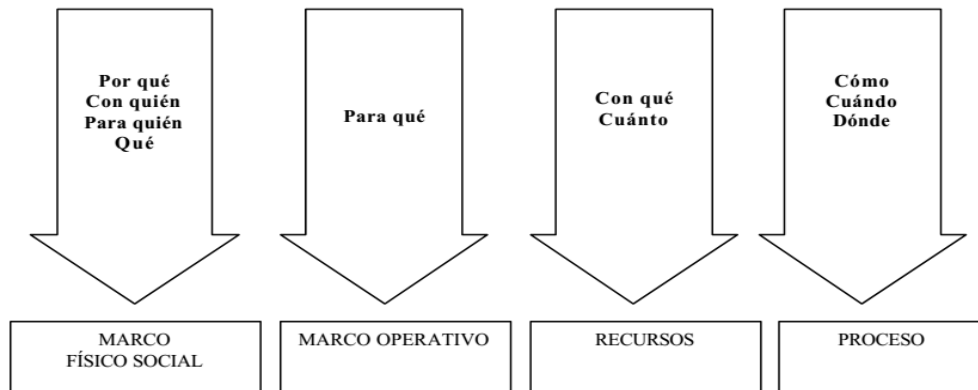 Por qué
Con quién
Para quién
Qué
Para qué
Con qué
Cuánto
Cómo
Cuándo
Dónde
MARCO
FÍSICO SOCIAL
MARCO OPERATIVO
RECURSOS
PROCESO